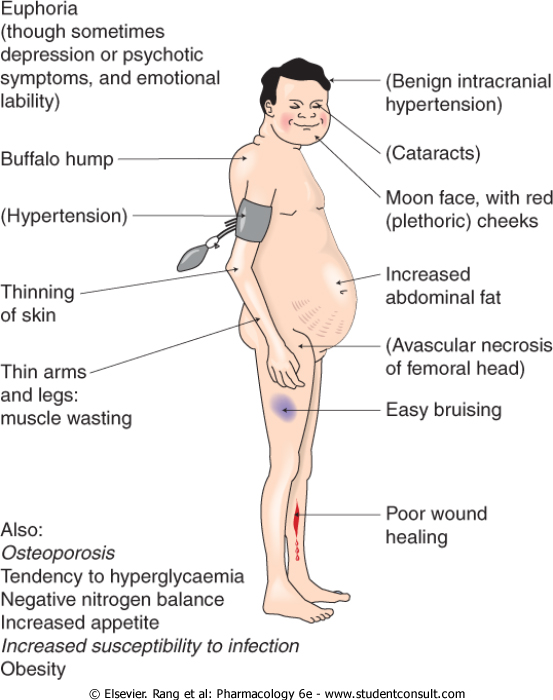 Euphoria
(though sometimes
depression or psychotic
symptoms, and emotional
lability)
Buffalo hump
(Hypertension)
Thinning
of skin
Thin arms
and legs:
muscle wasting
Also:
Osteoporosis
Tendency to hyperglycaemia
Negative nitrogen balance
Increased appetite
Increased susceptibility to infection
Obesity
(Benign intracranial
hypertension)
(Cataracts)
Moon face, with red
(plethoric) cheeks
Increased
abdominal fat
(Avascular necrosis
of femoral head)
Easy bruising
Poor wound
healing
© Elsevier. Rang et al: Pharmacology 6e - www.studentconsult.com